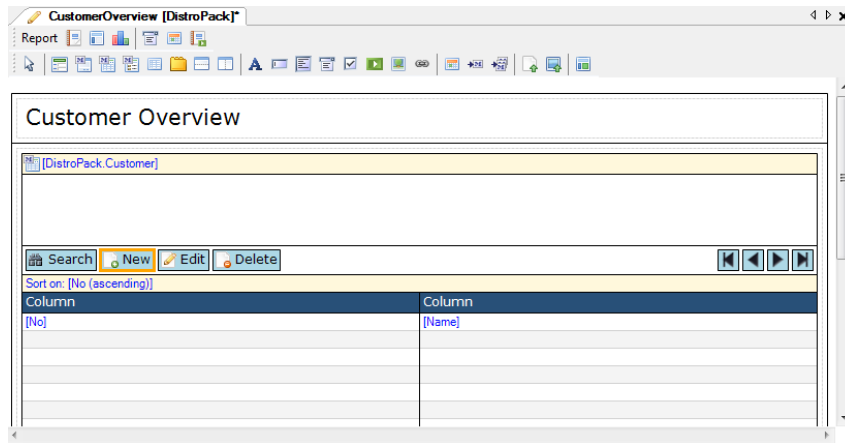 CustomerOverview [DistroPack]*
Report
Customer Overview
[DistroPack.Customer]
Search New Edit Delete
Sort on: [No (ascending)]
Column Column
[No] [Name]